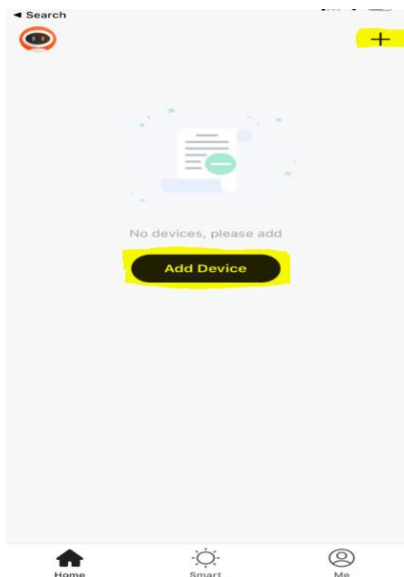 ◄ Search
No devices, please add
Add Device
Home
Smart
Me